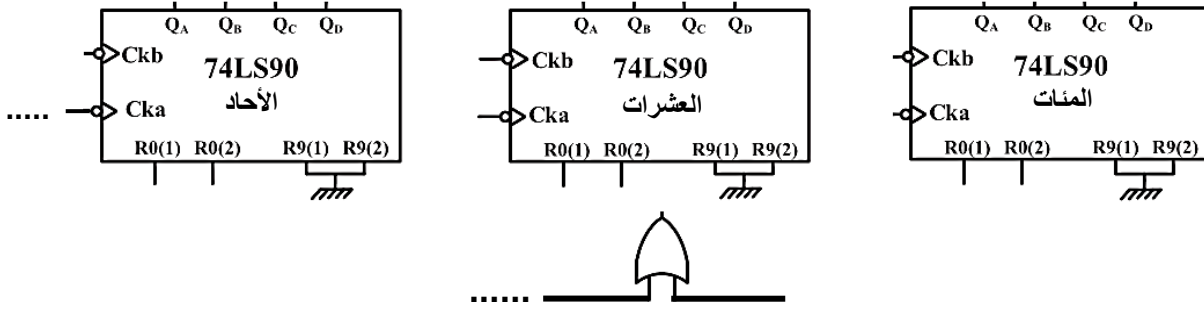 QA QB QC QD
Ckb
74LS90
الأحاد
Cka
.....
R0(1) R0(2) R9(1) R9(2)
QA QB QC QD
Ckb
74LS90
العشرات
Cka
R0(1) R0(2) R9(1) R9(2)
QA QB QC QD
Ckb
74LS90
المئات
Cka
R0(1) R0(2) R9(1) R9(2)
......